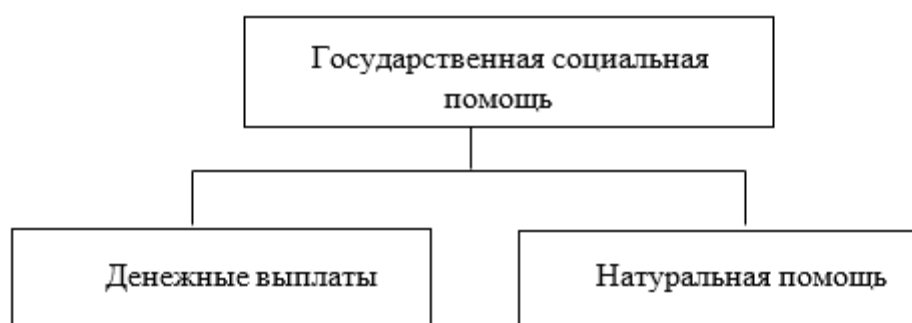 Государственная социальная
помощь
Денежные выплаты
Натуральная помощь